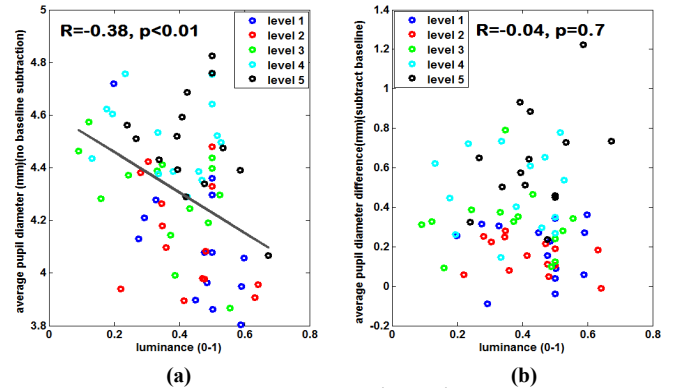 R=-0.38, p<0.01
level 1
level 2
level 3
level 4
level 5
average pupil diameter (mm)(no baseline subtraction)
5
4.8
4.6
4.4
4.2
4
3.8
0
0.2
0.4
0.6
0.8
luminance (0-1)
(a)
R=-0.04, p=0.7
level 1
level 2
level 3
level 4
level 5
average pupil diameter difference(mm)(subtract baseline)
1.4
1.2
1
0.8
0.6
0.4
0.2
0
-0.2
0
0.2
0.4
0.6
0.8
luminance (0-1)
(b)